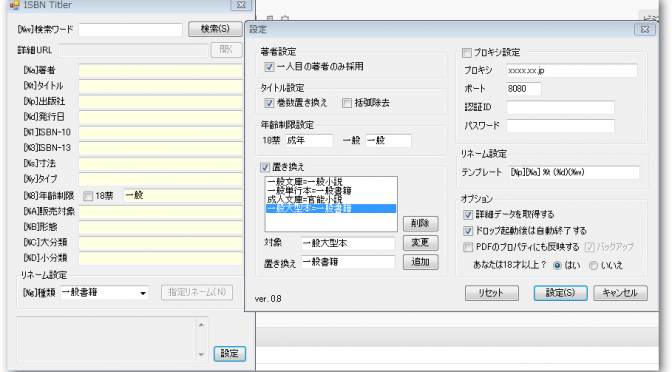 ISBN Titler
[%w]検索ワード
検索(S)
詳細URL
開く
[%a]著者
[%t]タイトル
[%p]出版社
[%d]発行日
[%1]ISBN-10
[%3]ISBN-13
[%s]寸法
[%y]タイプ
[%B]年齢制限
18禁
一般
[%A]販売対象
[%B]形態
[%C]大分類
[%D]小分類
リネーム設定
[%g]種類
一般書籍
指定リネーム(N)
設定
設定
著者設定
一人目の著者のみ採用
タイトル設定
巻数置き換え
括弧除去
年齢制限設定
18禁
成年
一般
一般
置き換え
一般文庫=一般小説
一般単行本=一般書籍
成人文庫=官能小説
一般大型本=一般書籍
削除
対象
一般大型本
変更
置き換え
一般書籍
追加
ver. 0.8
プロキシ設定
プロキシ
xxxx.xx.jp
ポート
8080
認証ID
パスワード
リネーム設定
テンプレート
[%p][%a] %t (%d)(%w)
オプション
詳細データを取得する
ドロップ起動後は自動終了する
PDFのプロパティにも反映する
バックアップ
あなたは18才以上?
はい
いいえ
リセット
設定(S)
キャンセル